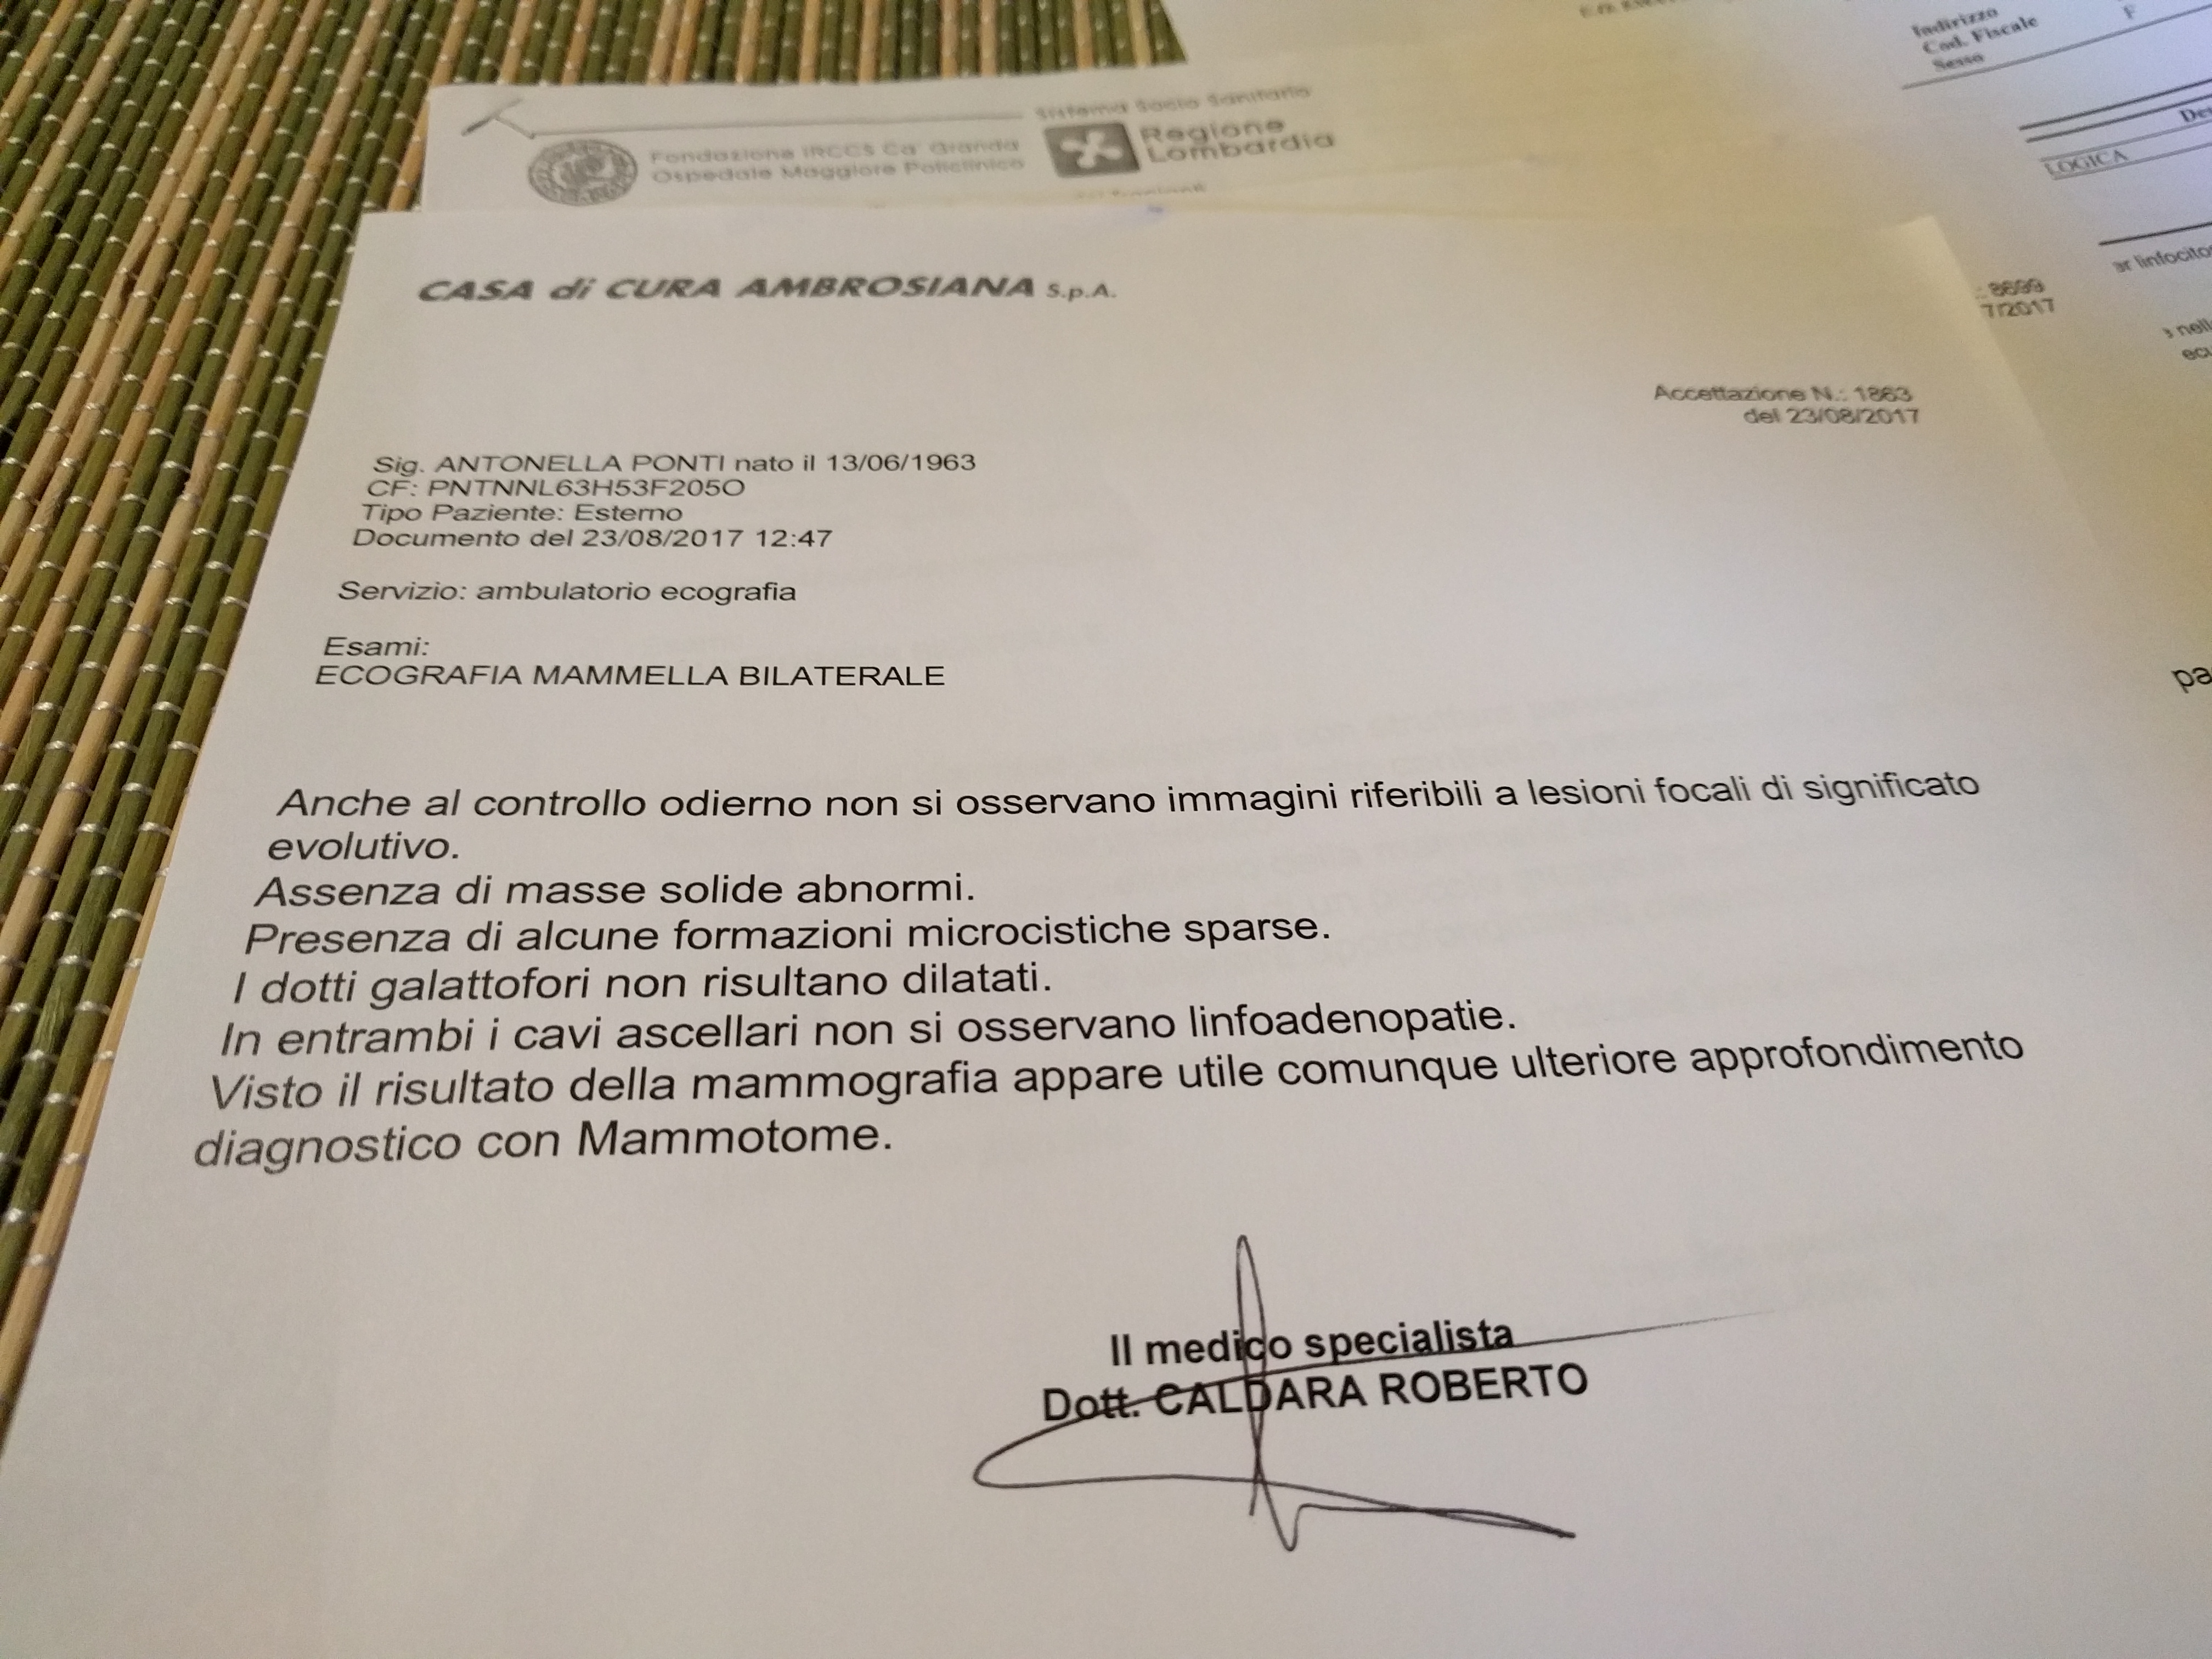 Indirizzo
Cod. Fiscale
Sesso
F
LOGICA
Sistema Socio Sanitario
Fondazione IRCCS Ca' Granda
Ospedale Maggiore Policlinico
Regione
Lombardia
8699
7/2017
CASA di CURA AMBROSIANA S.p.A.
Accettazione N.: 1863
del 23/08/2017
Sig. ANTONELLA PONTI nato il 13/06/1963
CF: PNTNNL63H53F205O
Tipo Paziente: Esterno
Documento del 23/08/2017 12:47
Servizio: ambulatorio ecografia
Esami:
ECOGRAFIA MAMMELLA BILATERALE
Anche al controllo odierno non si osservano immagini riferibili a lesioni focali di significato
evolutivo.
Assenza di masse solide abnormi.
Presenza di alcune formazioni microcistiche sparse.
I dotti galattofori non risultano dilatati.
In entrambi i cavi ascellari non si osservano linfoadenopatie.
Visto il risultato della mammografia appare utile comunque ulteriore approfondimento
diagnostico con Mammotome.
Il medico specialista
Dott. CALDARA ROBERTO